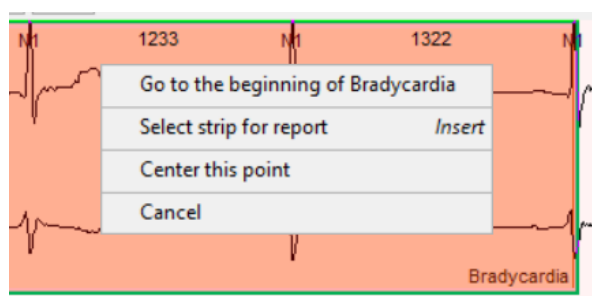 N1 1233 N1 1322 N1
Go to the beginning of Bradycardia
Select strip for report Insert
Center this point
Cancel
Bradycardia